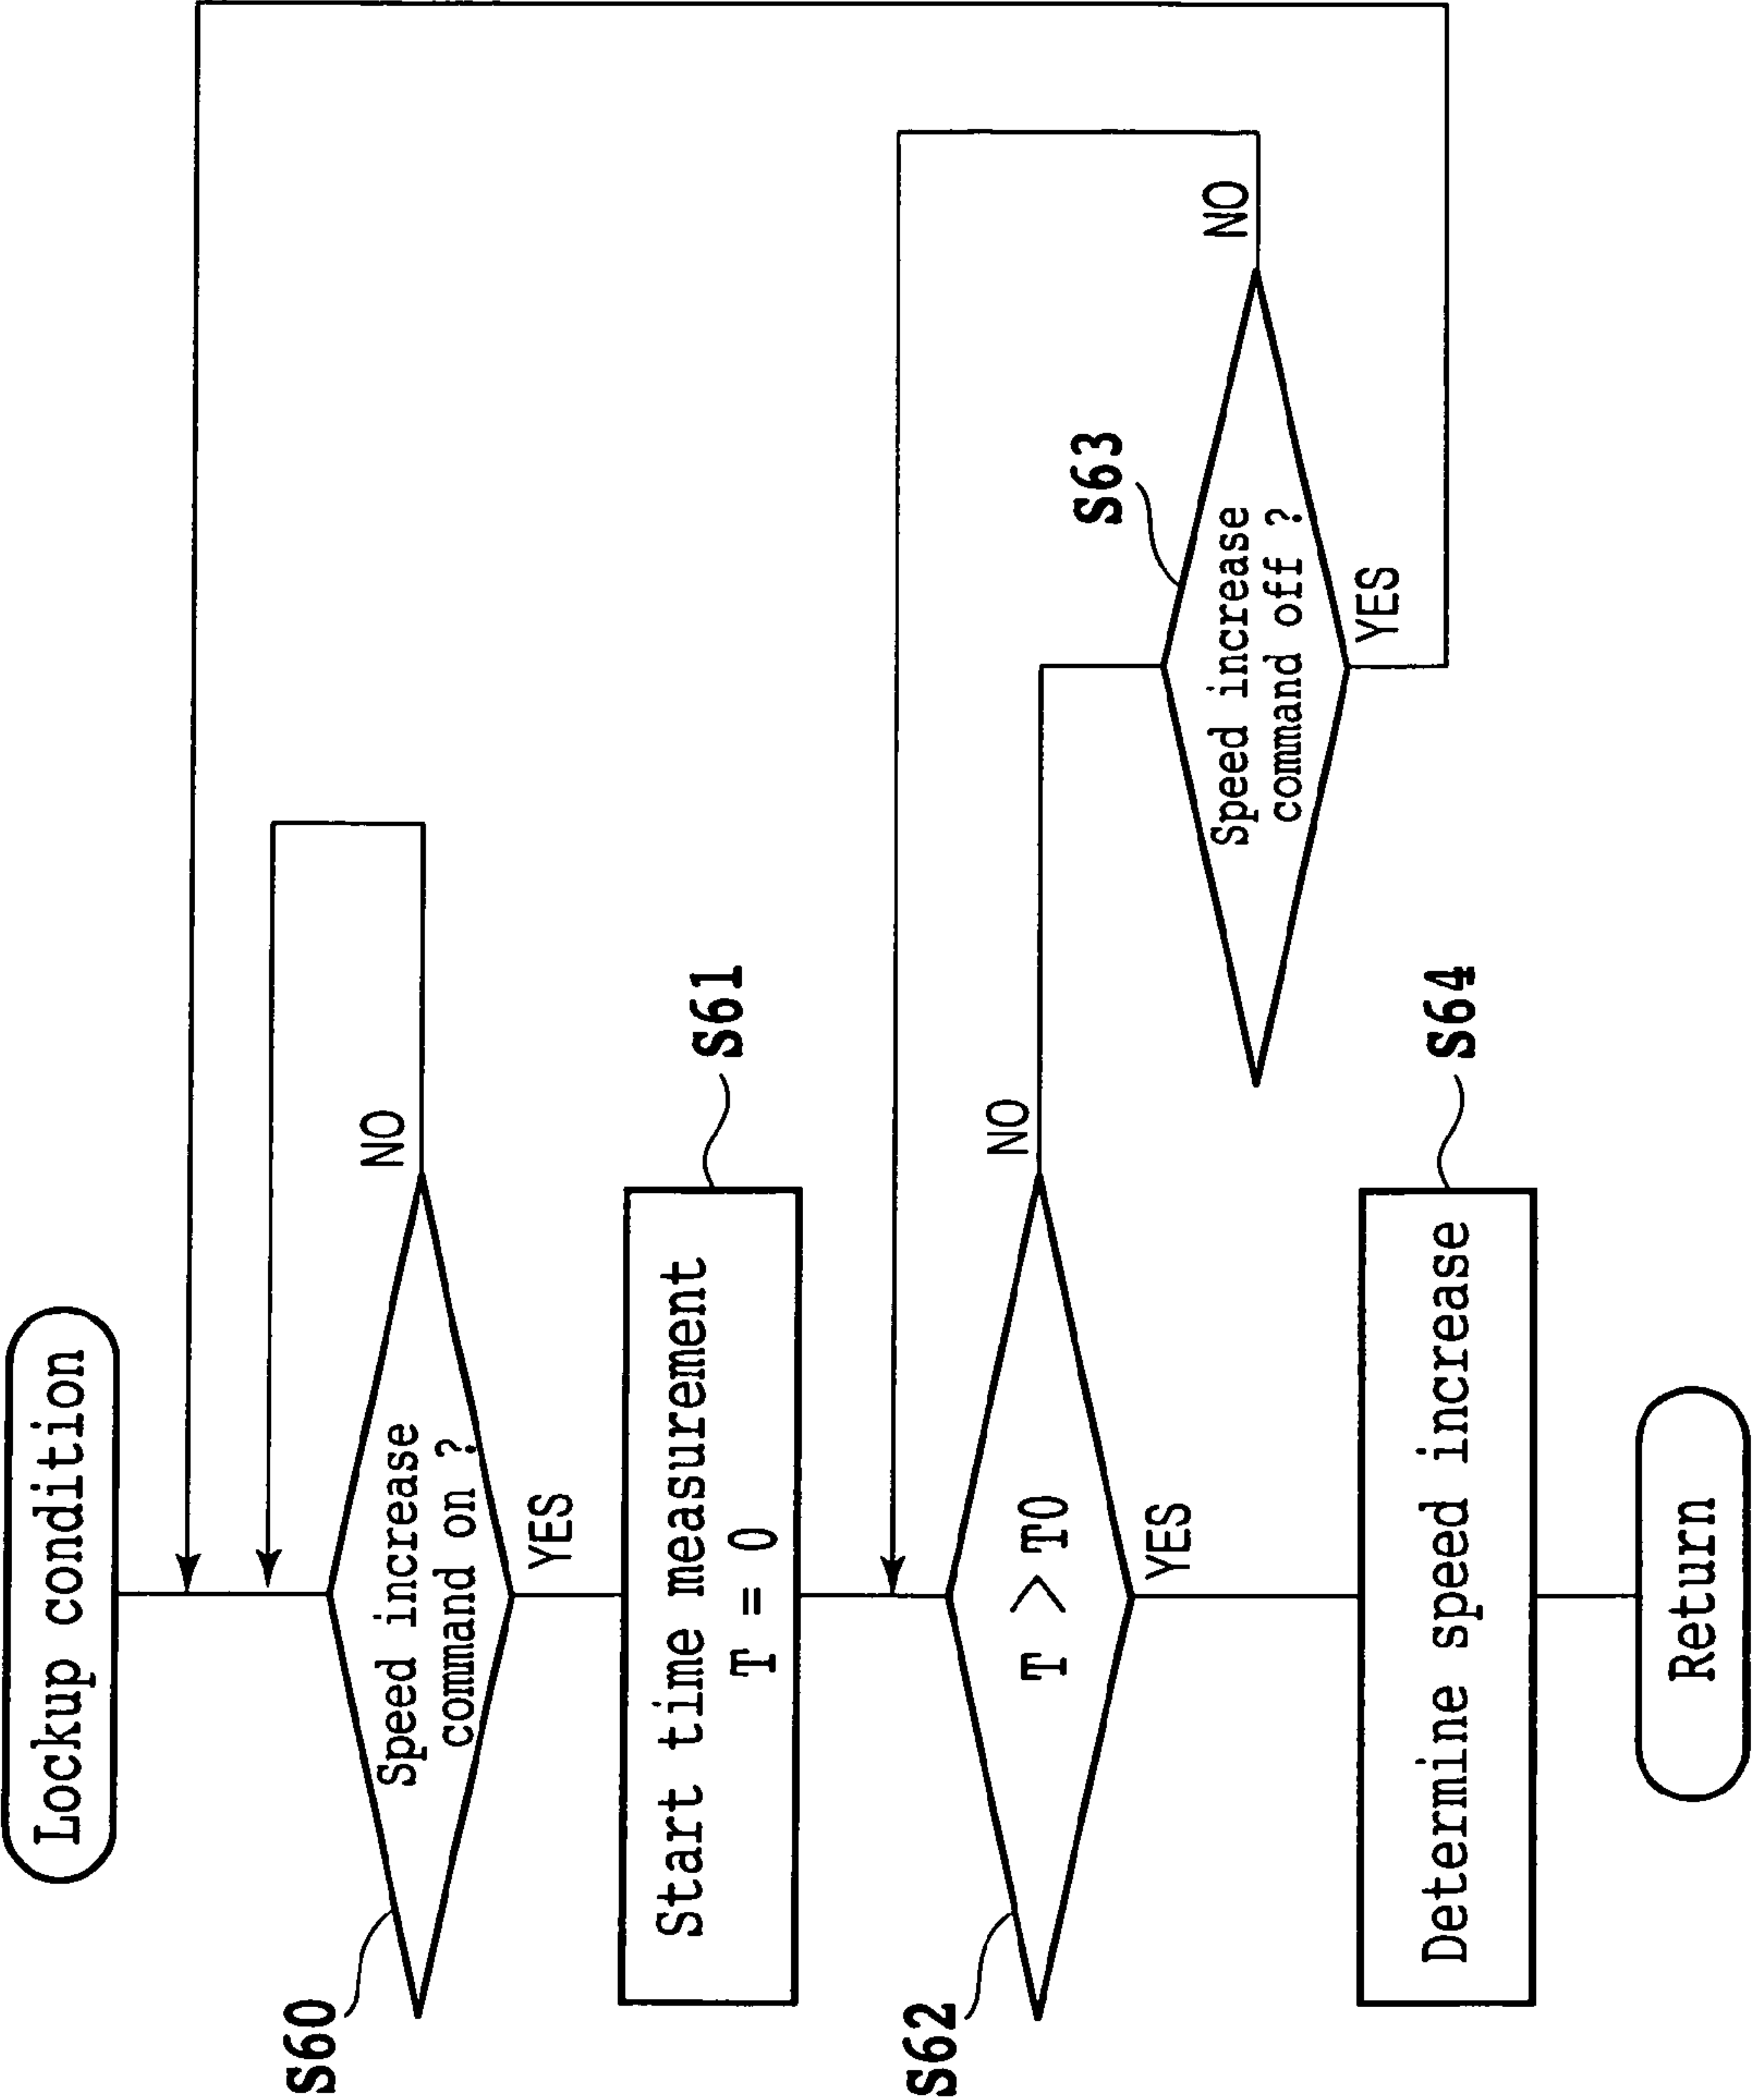 Lockup condition
S60
Speed increase
command on ?
NO
YES
S61
Start time measurement
T = 0
S62
T > T0
NO
YES
S63
Speed increase
command off ?
NO
YES
S64
Determine speed increase
Return